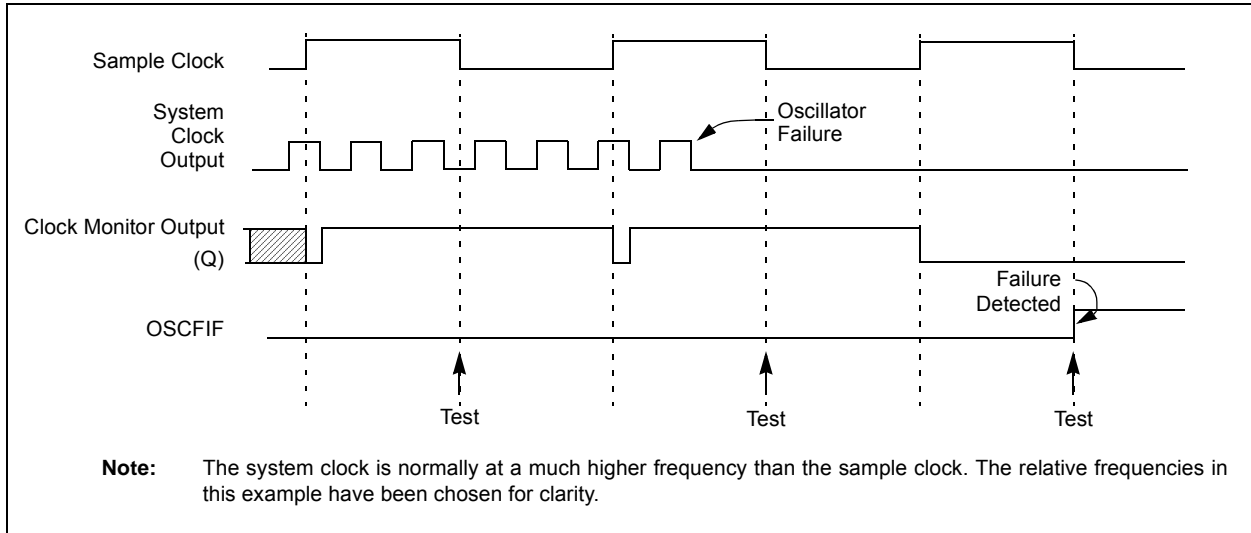 Sample Clock
System
Clock
Output
Oscillator
Failure
Clock Monitor Output
(Q)
Failure
Detected
OSCFIF
Test
Test
Test
Note: The system clock is normally at a much higher frequency than the sample clock. The relative frequencies in
this example have been chosen for clarity.